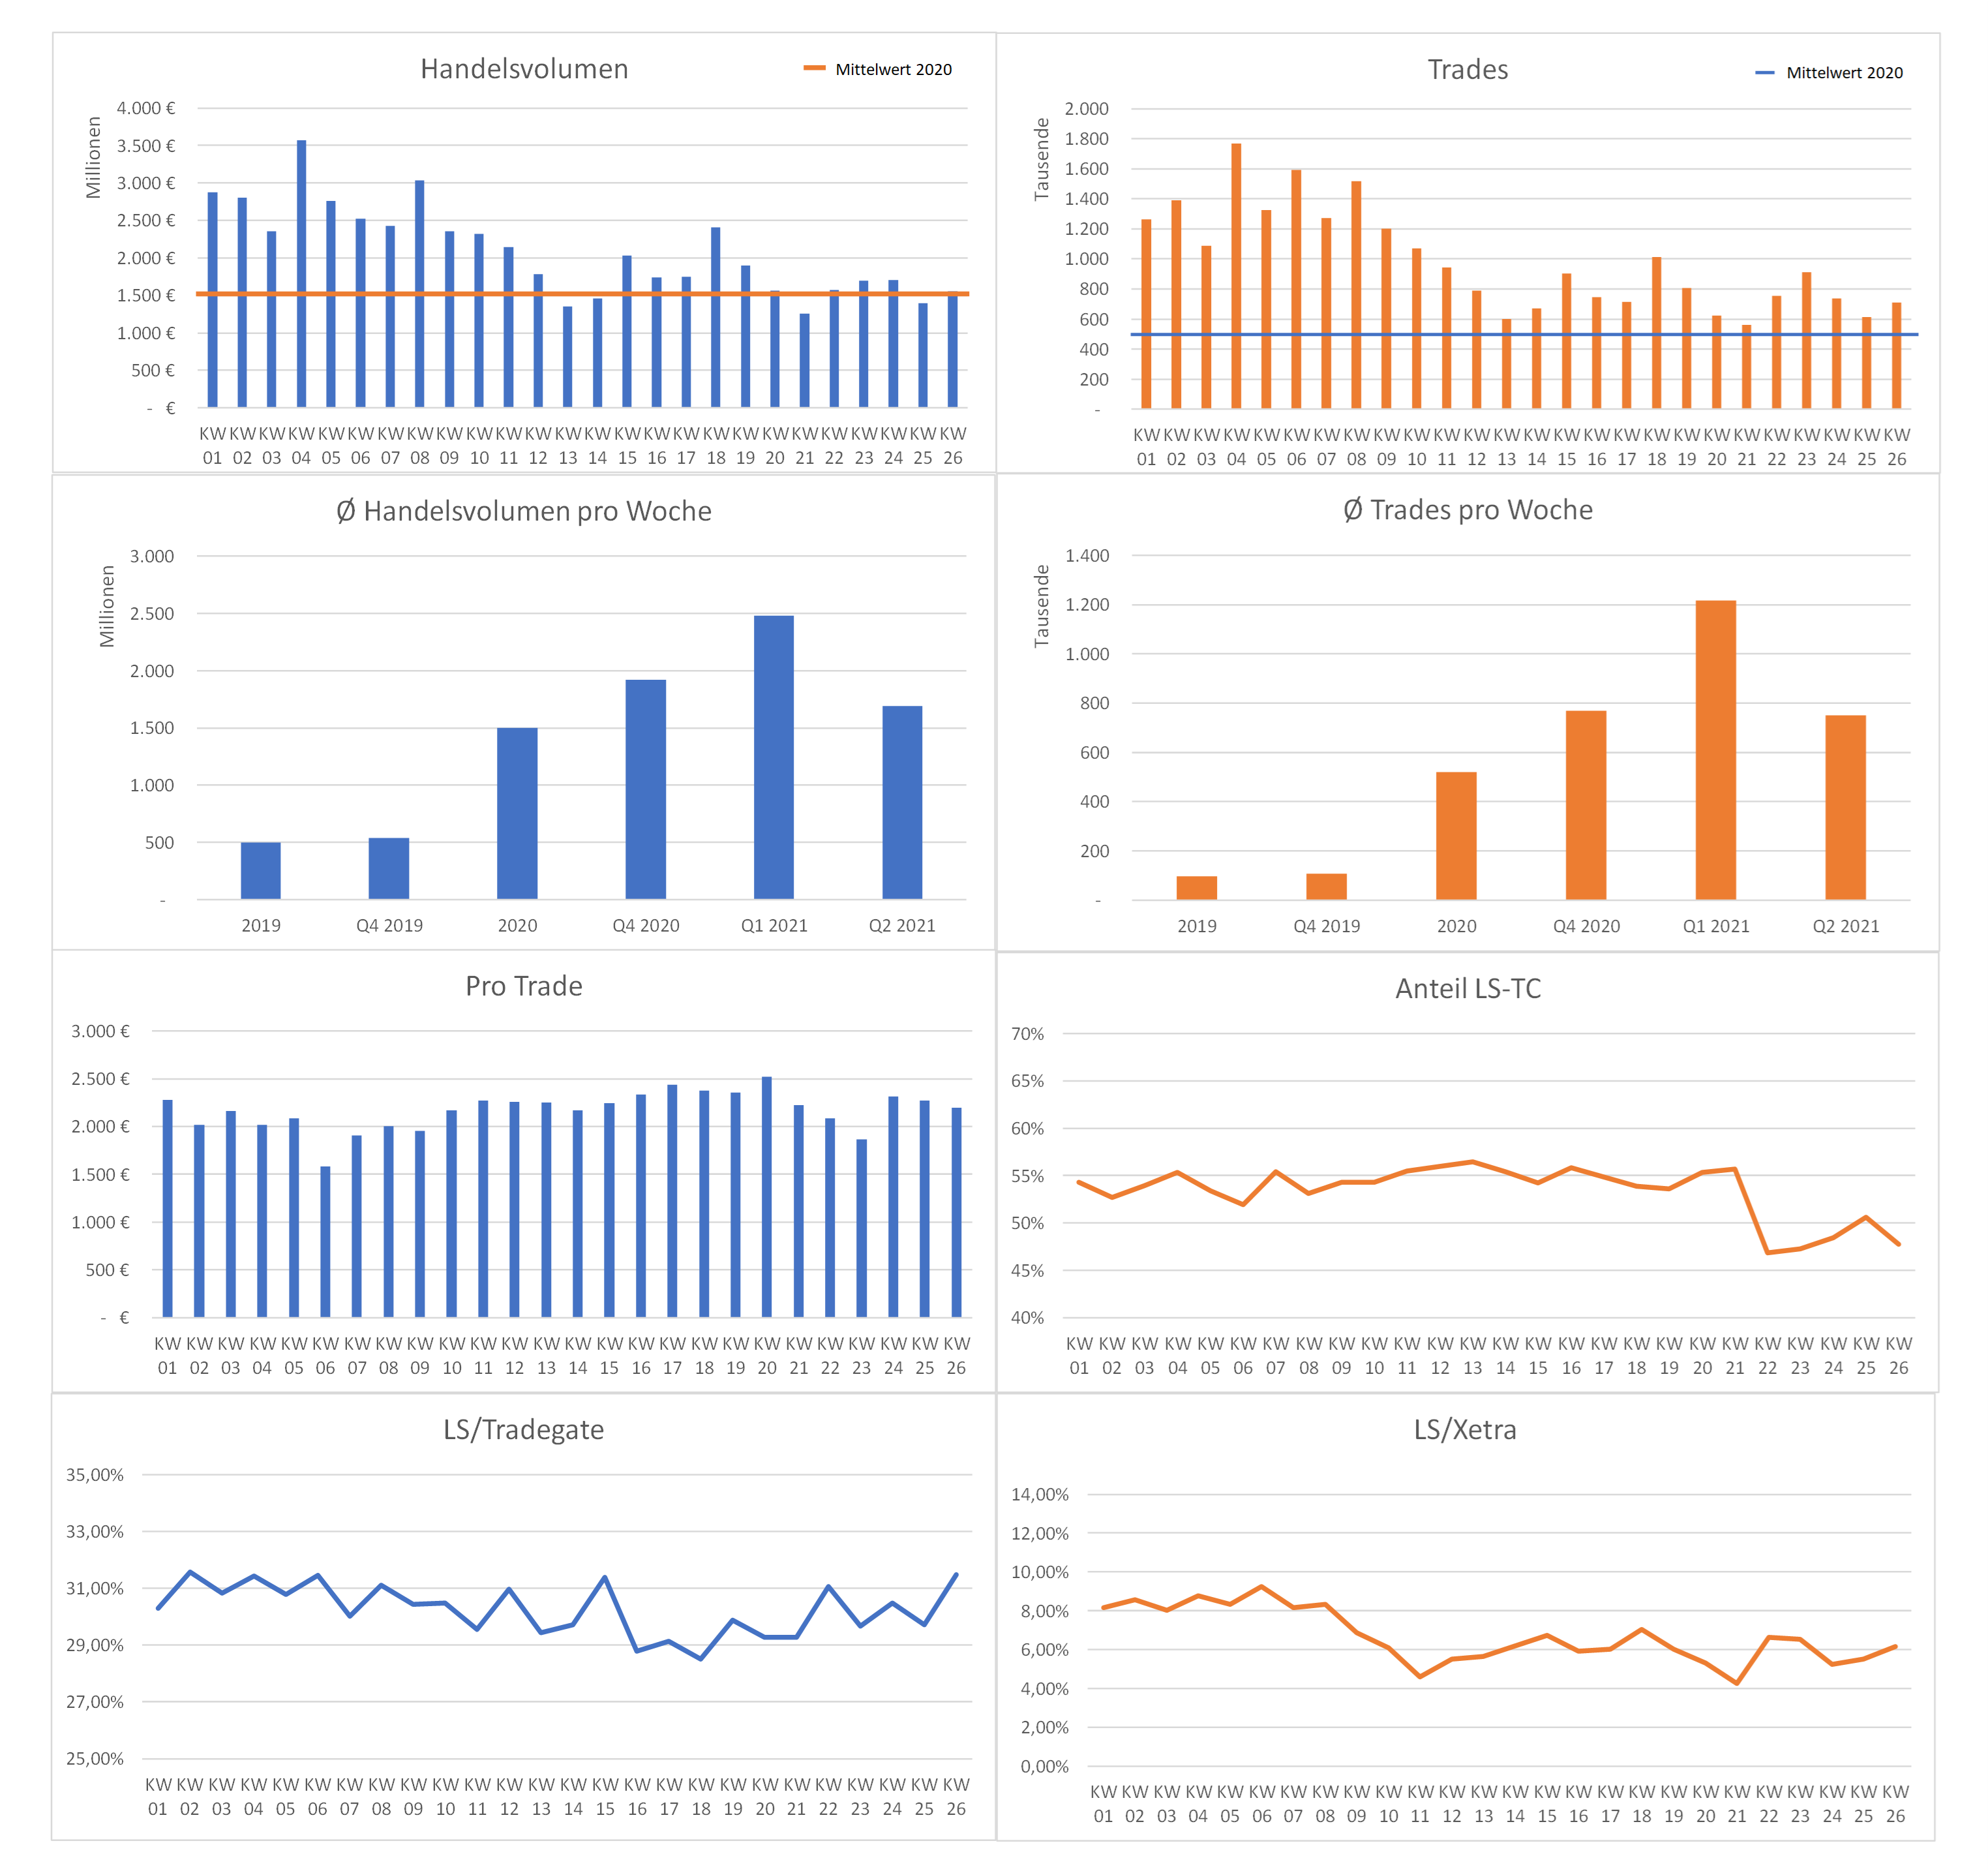 Handelsvolumen
Mittelwert 2020
Millionen
4.000 €
3.500 €
3.000 €
2.500 €
2.000 €
1.500 €
1.000 €
500 €
- €
KW KW KW KW KW KW KW KW KW KW KW KW KW KW KW KW KW KW KW KW KW KW KW KW KW KW
01 02 03 04 05 06 07 08 09 10 11 12 13 14 15 16 17 18 19 20 21 22 23 24 25 26
Trades
Mittelwert 2020
Tausende
2.000
1.800
1.600
1.400
1.200
1.000
800
600
400
200
-
KW KW KW KW KW KW KW KW KW KW KW KW KW KW KW KW KW KW KW KW KW KW KW KW KW KW
01 02 03 04 05 06 07 08 09 10 11 12 13 14 15 16 17 18 19 20 21 22 23 24 25 26
Ø Handelsvolumen pro Woche
Millionen
3.000
2.500
2.000
1.500
1.000
500
-
2019 Q4 2019 2020 Q4 2020 Q1 2021 Q2 2021
Ø Trades pro Woche
Tausende
1.400
1.200
1.000
800
600
400
200
-
2019 Q4 2019 2020 Q4 2020 Q1 2021 Q2 2021
Pro Trade
3.000 €
2.500 €
2.000 €
1.500 €
1.000 €
500 €
- €
KW KW KW KW KW KW KW KW KW KW KW KW KW KW KW KW KW KW KW KW KW KW KW KW KW KW
01 02 03 04 05 06 07 08 09 10 11 12 13 14 15 16 17 18 19 20 21 22 23 24 25 26
Anteil LS-TC
70%
65%
60%
55%
50%
45%
40%
KW KW KW KW KW KW KW KW KW KW KW KW KW KW KW KW KW KW KW KW KW KW KW KW KW KW
01 02 03 04 05 06 07 08 09 10 11 12 13 14 15 16 17 18 19 20 21 22 23 24 25 26
LS/Tradegate
35,00%
33,00%
31,00%
29,00%
27,00%
25,00%
KW KW KW KW KW KW KW KW KW KW KW KW KW KW KW KW KW KW KW KW KW KW KW KW KW KW
01 02 03 04 05 06 07 08 09 10 11 12 13 14 15 16 17 18 19 20 21 22 23 24 25 26
LS/Xetra
14,00%
12,00%
10,00%
8,00%
6,00%
4,00%
2,00%
0,00%
KW KW KW KW KW KW KW KW KW KW KW KW KW KW KW KW KW KW KW KW KW KW KW KW KW KW
01 02 03 04 05 06 07 08 09 10 11 12 13 14 15 16 17 18 19 20 21 22 23 24 25 26